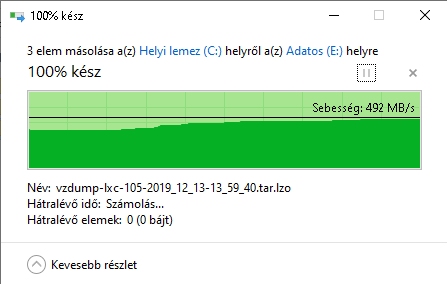 100% kész
3 elem másolása a(z) Helyi lemez (C:) helyről a(z) Adatos (E:) helyre
100% kész
Sebesség: 492 MB/s
Név: vzdump-lxc-105-2019_12_13-13_59_40.tar.lzo
Hátralévő idő: Számolás...
Hátralévő elemek: 0 (0 bájt)
Kevesebb részlet